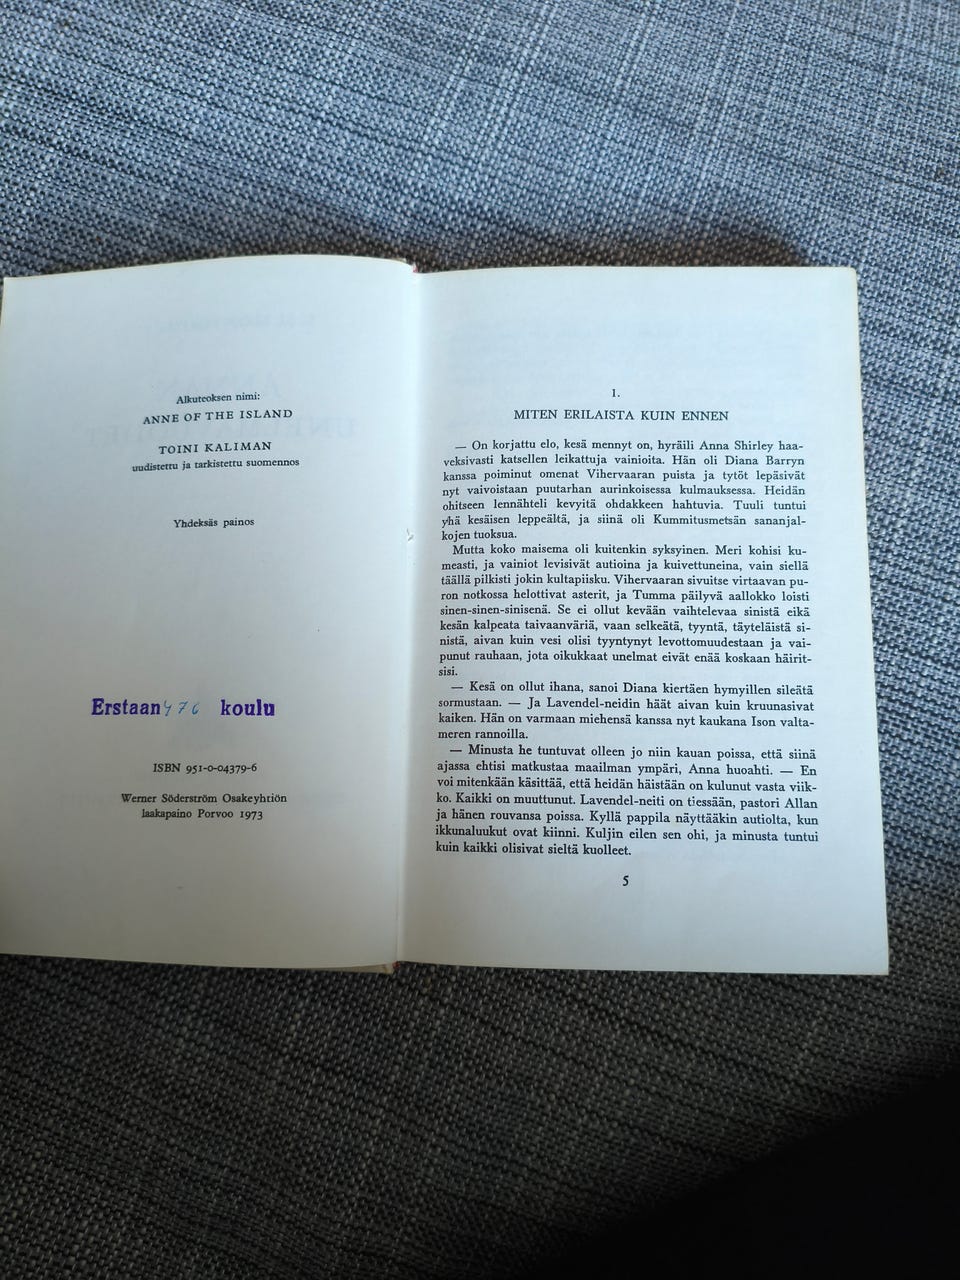 Alkuteoksen nimi:
ANNE OF THE ISLAND
TOINI KALIMAN
uudistettu ja tarkistettu suomennos
Yhdeksäs painos
Erstaan 476 koulu
ISBN 951-0-04379-6
Werner Söderström Osakeyhtiön
laakapaino Porvoo 1973
I.
MITEN ERILAISTA KUIN ENNEN
— On korjattu elo, kesä mennyt on, hyräili Anna Shirley haa-
veksivasti katsellen leikattuja vainioita. Hän oli Diana Barryn
kanssa poiminut omenat Vihervaaran puista ja tytöt lepäsivät
nyt vaivoistaan puutarhan aurinkoisessa kulmauksessa. Heidän
ohitseen lennähteli kevyitä ohdakkeen hahtuvia. Tuuli tuntui
yhä kesäisen leppeältä, ja siinä oli Kummitusmetsän sananjal-
kojen tuoksua.
Mutta koko maisema oli kuitenkin syksyinen. Meri kohisi ku-
measti, ja vainiot levisivät autioina ja kuivettuneina, vain siellä
täällä pilkisti jokin kultapiisku. Vihervaaran sivuitse virtaavan pu-
ron notkossa helottivat asterit, ja Tumma päilyvä aallokko loisti
sinen-sinen-sinisenä. Se ei ollut kevään vaihtelevaa sinistä eikä
kesän kalpeata taivaanväriä, vaan selkeätä, tyyntä, täyteläistä si-
nistä, aivan kuin vesi olisi tyyntynyt levottomuudestaan ja vai-
punut rauhaan, jota oikukkaat unelmat eivät enää koskaan häirit-
sisi.
— Kesä on ollut ihana, sanoi Diana kiertäen hymyillen sileätä
sormustaan. — Ja Lavendel-neidin häät aivan kuin kruunasivat
kaiken. Hän on varmaan miehensä kanssa nyt kaukana Ison valta-
meren rannoilla.
— Minusta he tuntuvat olleen jo niin kauan poissa, että siinä
ajassa ehtisi matkustaa maailman ympäri, Anna huoahti. — En
voi mitenkään käsittää, että heidän häistään on kulunut vasta viik-
ko. Kaikki on muuttunut. Lavendel-neiti on tiessään, pastori Allan
ja hänen rouvansa poissa. Kyllä pappila näyttääkin autiolta, kun
ikkunaluukut ovat kiinni. Kuljin eilen sen ohi, ja minusta tuntui
kuin kaikki olisivat sieltä kuolleet.
5